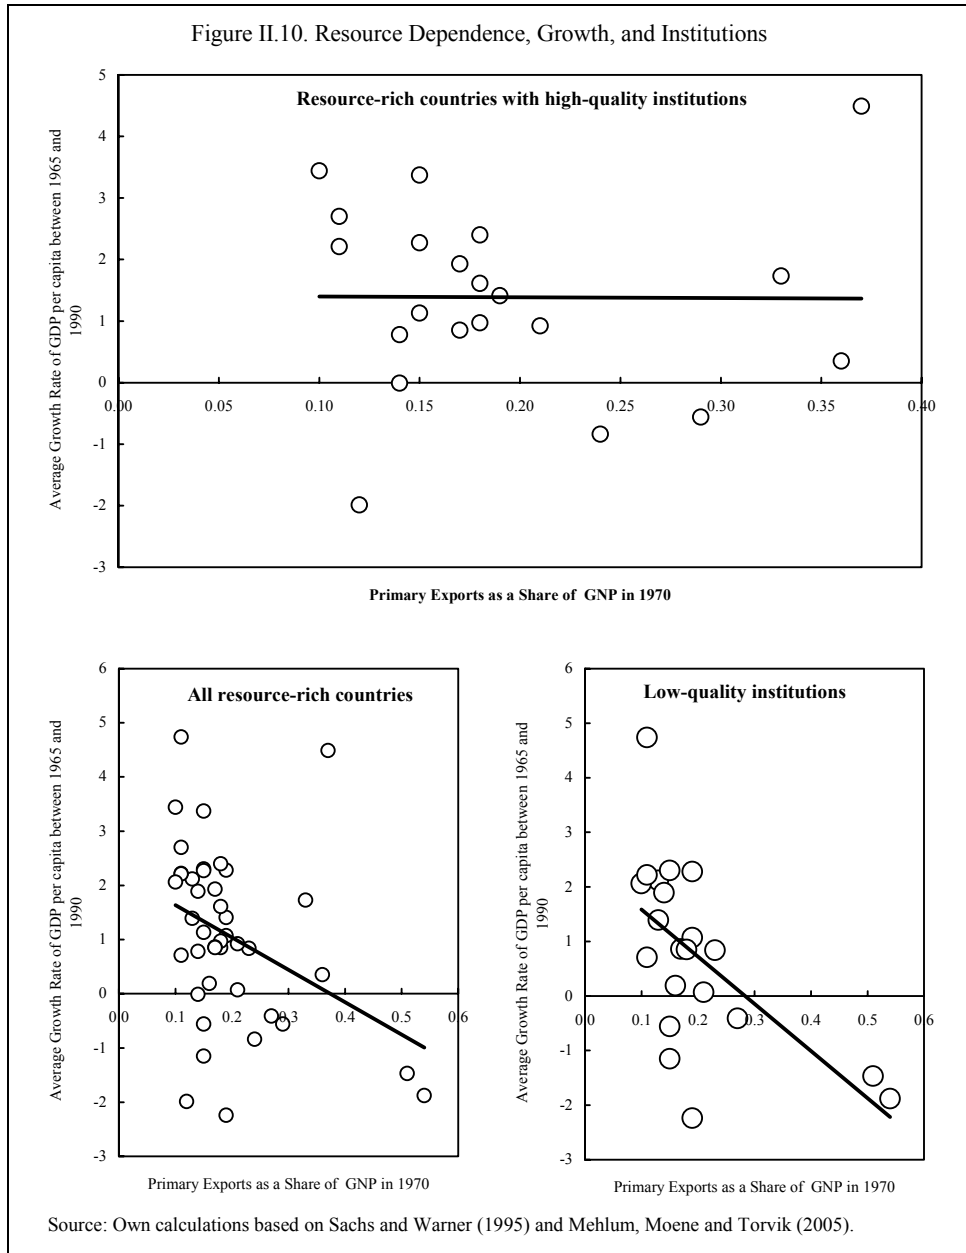 Figure II.10. Resource Dependence, Growth, and Institutions
Resource-rich countries with high-quality institutions
Average Growth Rate of GDP per capita between 1965 and
1990
5
4
3
2
1
0
-1
-2
-3
0.00 0.05 0.10 0.15 0.20 0.25 0.30 0.35 0.40
Primary Exports as a Share of GNP in 1970
All resource-rich countries
Average Growth Rate of GDP per capita between 1965 and
1990
6
5
4
3
2
1
0
-1
-2
-3
0.0 0.1 0.2 0.3 0.4 0.5 0.6
Primary Exports as a Share of GNP in 1970
Low-quality institutions
Average Growth Rate of GDP per capita between 1965 and
1990
6
5
4
3
2
1
0
-1
-2
-3
0.0 0.1 0.2 0.3 0.4 0.5 0.6
Primary Exports as a Share of GNP in 1970
Source: Own calculations based on Sachs and Warner (1995) and Mehlum, Moene and Torvik (2005).